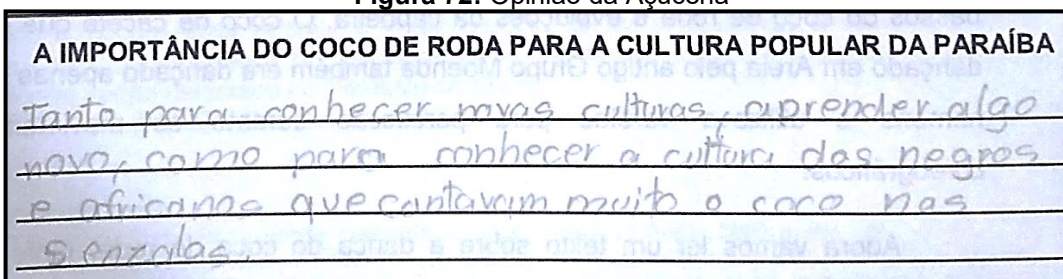 Figura 72: Opinião da Açucena
A IMPORTÂNCIA DO COCO DE RODA PARA A CULTURA POPULAR DA PARAÍBA
Tanto para conhecer novas culturas, aprender algo
novo, como para conhecer a cultura dos negros
e africanos que cantavam muito o coco nas
sienzalas.